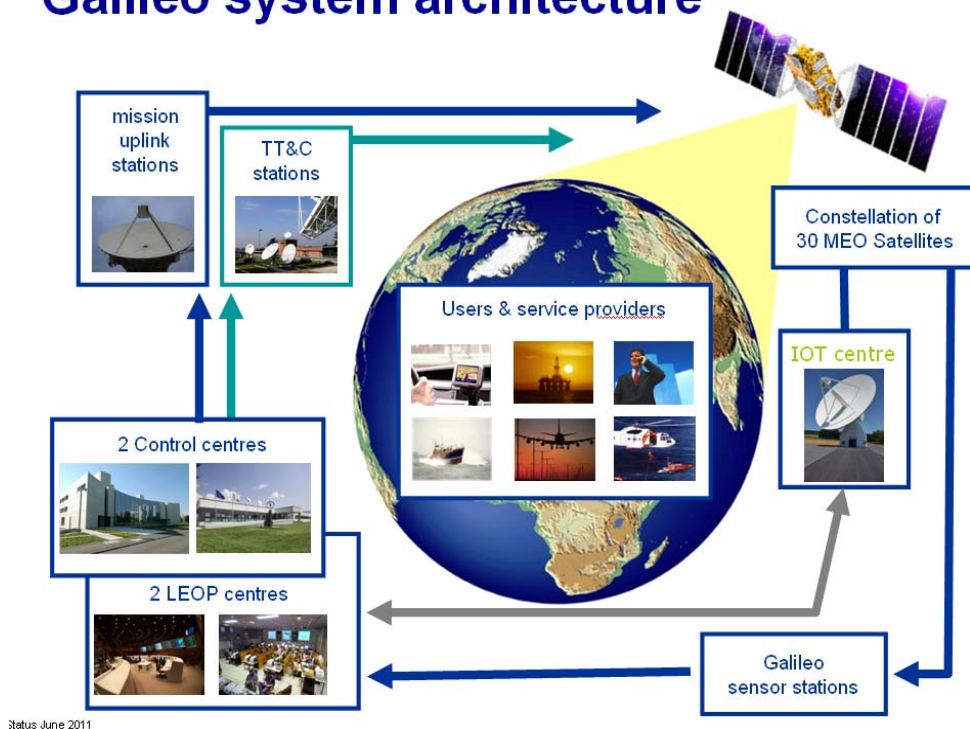 Galileo system architecture
mission
uplink
stations
TT&C
stations
Constellation of
30 MEO Satellites
Users & service providers
IOT centre
2 Control centres
2 LEOP centres
Galileo
sensor stations
Status June 2011